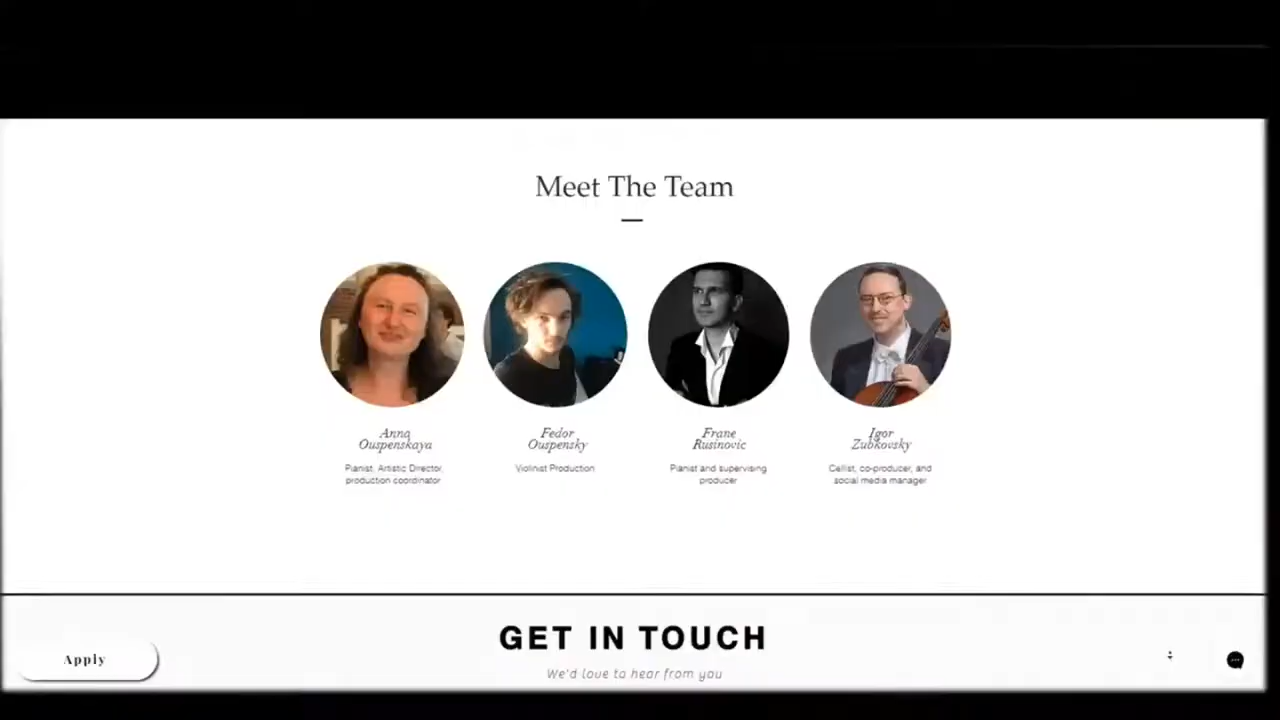 Meet The Team
Anna
Ouspenskaya
Fedor
Ouspensky
Frane
Rusinovic
Igor
Zubkovsky
Pianist, Artistic Director,
production coordinator
Violinist Production
Pianist and supervising
producer
Cellist, co-producer, and
social media manager
GET IN TOUCH
We'd love to hear from you
Apply